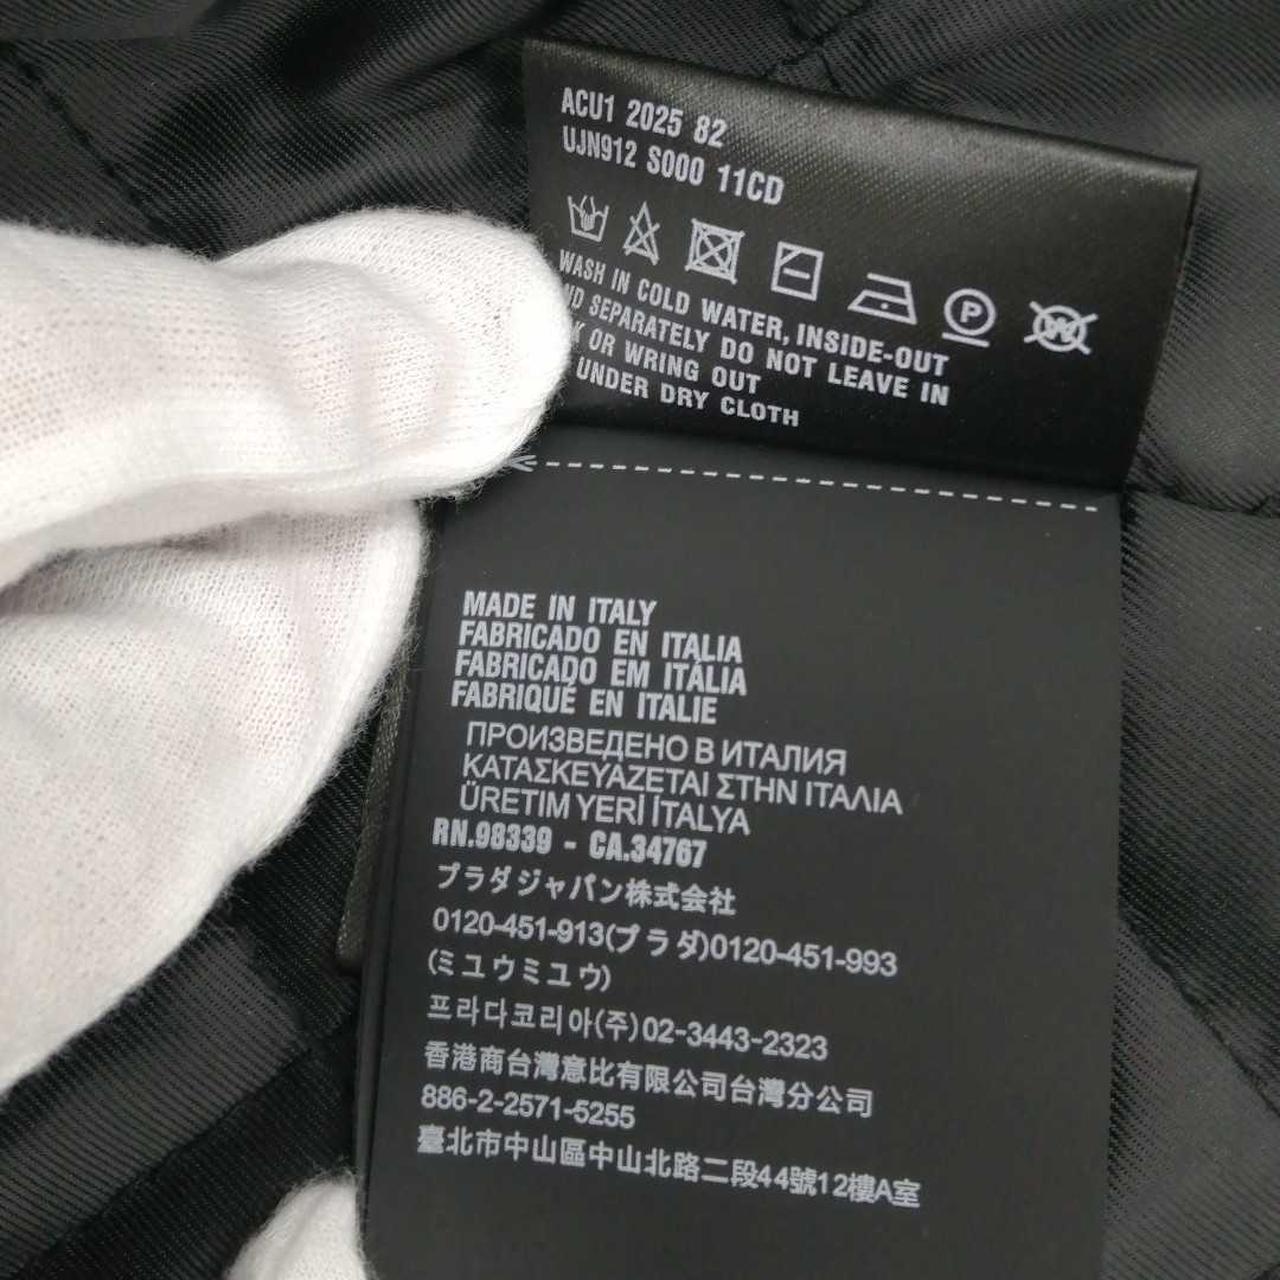 ACU1 2025 82
UJN912 S000 11CD
P
W
WASH IN COLD WATER, INSIDE-OUT
SEPARATELY DO NOT LEAVE IN
OR WRING OUT
UNDER DRY CLOTH
MADE IN ITALY
FABRICADO EN ITALIA
FABRICADO EM ITÁLIA
FABRIQUÉ EN ITALIE
ПРОИЗВЕДЕНО В ИТАЛИЯ
ΚΑΤΑΣΚΕΥΑΖΕΤΑΙ ΣΤΗΝ ΙΤΑΛΙΑ
ÜRETIM YERİ İTALYA
RN.98339 - CA.34767
プラダジャパン株式会社
0120-451-913(プラダ)0120-451-993
(ミユウミユウ)
프라다코리아(주)02-3443-2323
香港商台灣意比有限公司台灣分公司
886-2-2571-5255
臺北市中山區中山北路二段44號12樓A室